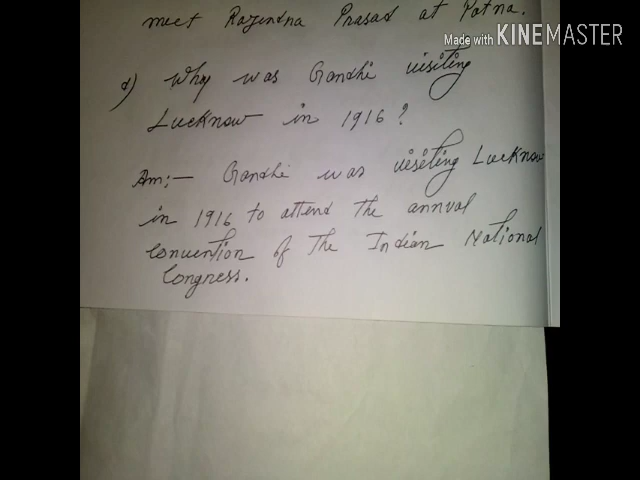 meet Rajendra Prasad at Patna.
Made with KINEMASTER
d) Why was Gandhi visiting
Lucknow in 1916?
Ans:— Gandhi was visiting Lucknow
in 1916 to attend the annual
convention of The Indian National
Congress.